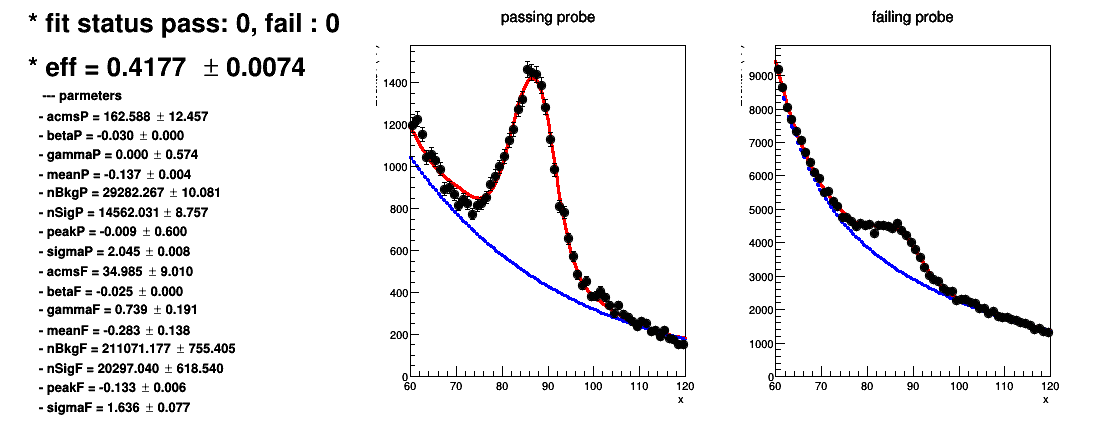 * fit status pass: 0, fail : 0
* eff = 0.4177 ± 0.0074
--- parmeters
- acmsP = 162.588 ± 12.457
- betaP = -0.030 ± 0.000
- gammaP = 0.000 ± 0.574
- meanP = -0.137 ± 0.004
- nBkgP = 29282.267 ± 10.081
- nSigP = 14562.031 ± 8.757
- peakP = -0.009 ± 0.600
- sigmaP = 2.045 ± 0.008
- acmsF = 34.985 ± 9.010
- betaF = -0.025 ± 0.000
- gammaF = 0.739 ± 0.191
- meanF = -0.283 ± 0.138
- nBkgF = 211071.177 ± 755.405
- nSigF = 20297.040 ± 618.540
- peakF = -0.133 ± 0.006
- sigmaF = 1.636 ± 0.077
passing probe
1400
1200
1000
800
600
400
200
0
60 70 80 90 100 110 120
x
failing probe
9000
8000
7000
6000
5000
4000
3000
2000
1000
0
60 70 80 90 100 110 120
x